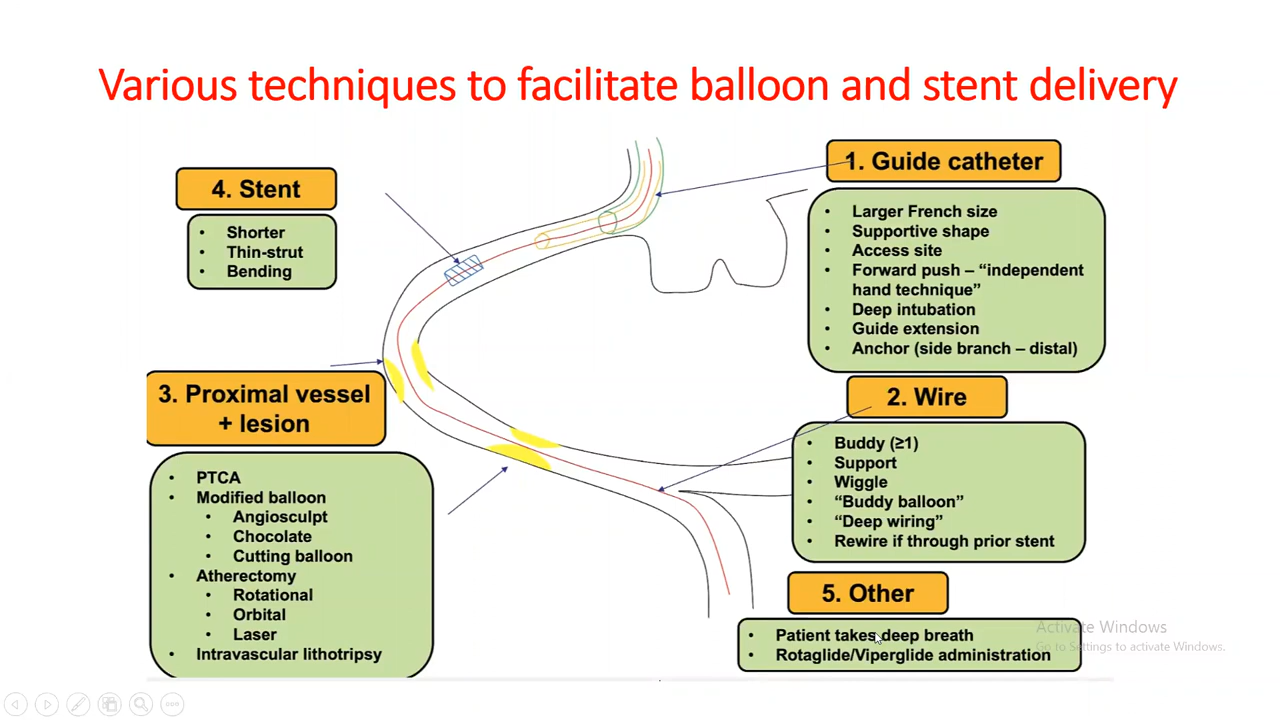 Various techniques to facilitate balloon and stent delivery
1. Guide catheter
Larger French size
Supportive shape
Access site
Forward push – “independent
hand technique”
Deep intubation
Guide extension
Anchor (side branch – distal)
2. Wire
Buddy (≥1)
Support
Wiggle
“Buddy balloon”
“Deep wiring”
Rewire if through prior stent
3. Proximal vessel
+ lesion
PTCA
Modified balloon
Angiosculpt
Chocolate
Cutting balloon
Atherectomy
Rotational
Orbital
Laser
Intravascular lithotripsy
4. Stent
Shorter
Thin-strut
Bending
5. Other
Patient takes deep breath
Rotaglide/Viperglide administration
Activate Windows
Go to Settings to activate Windows.